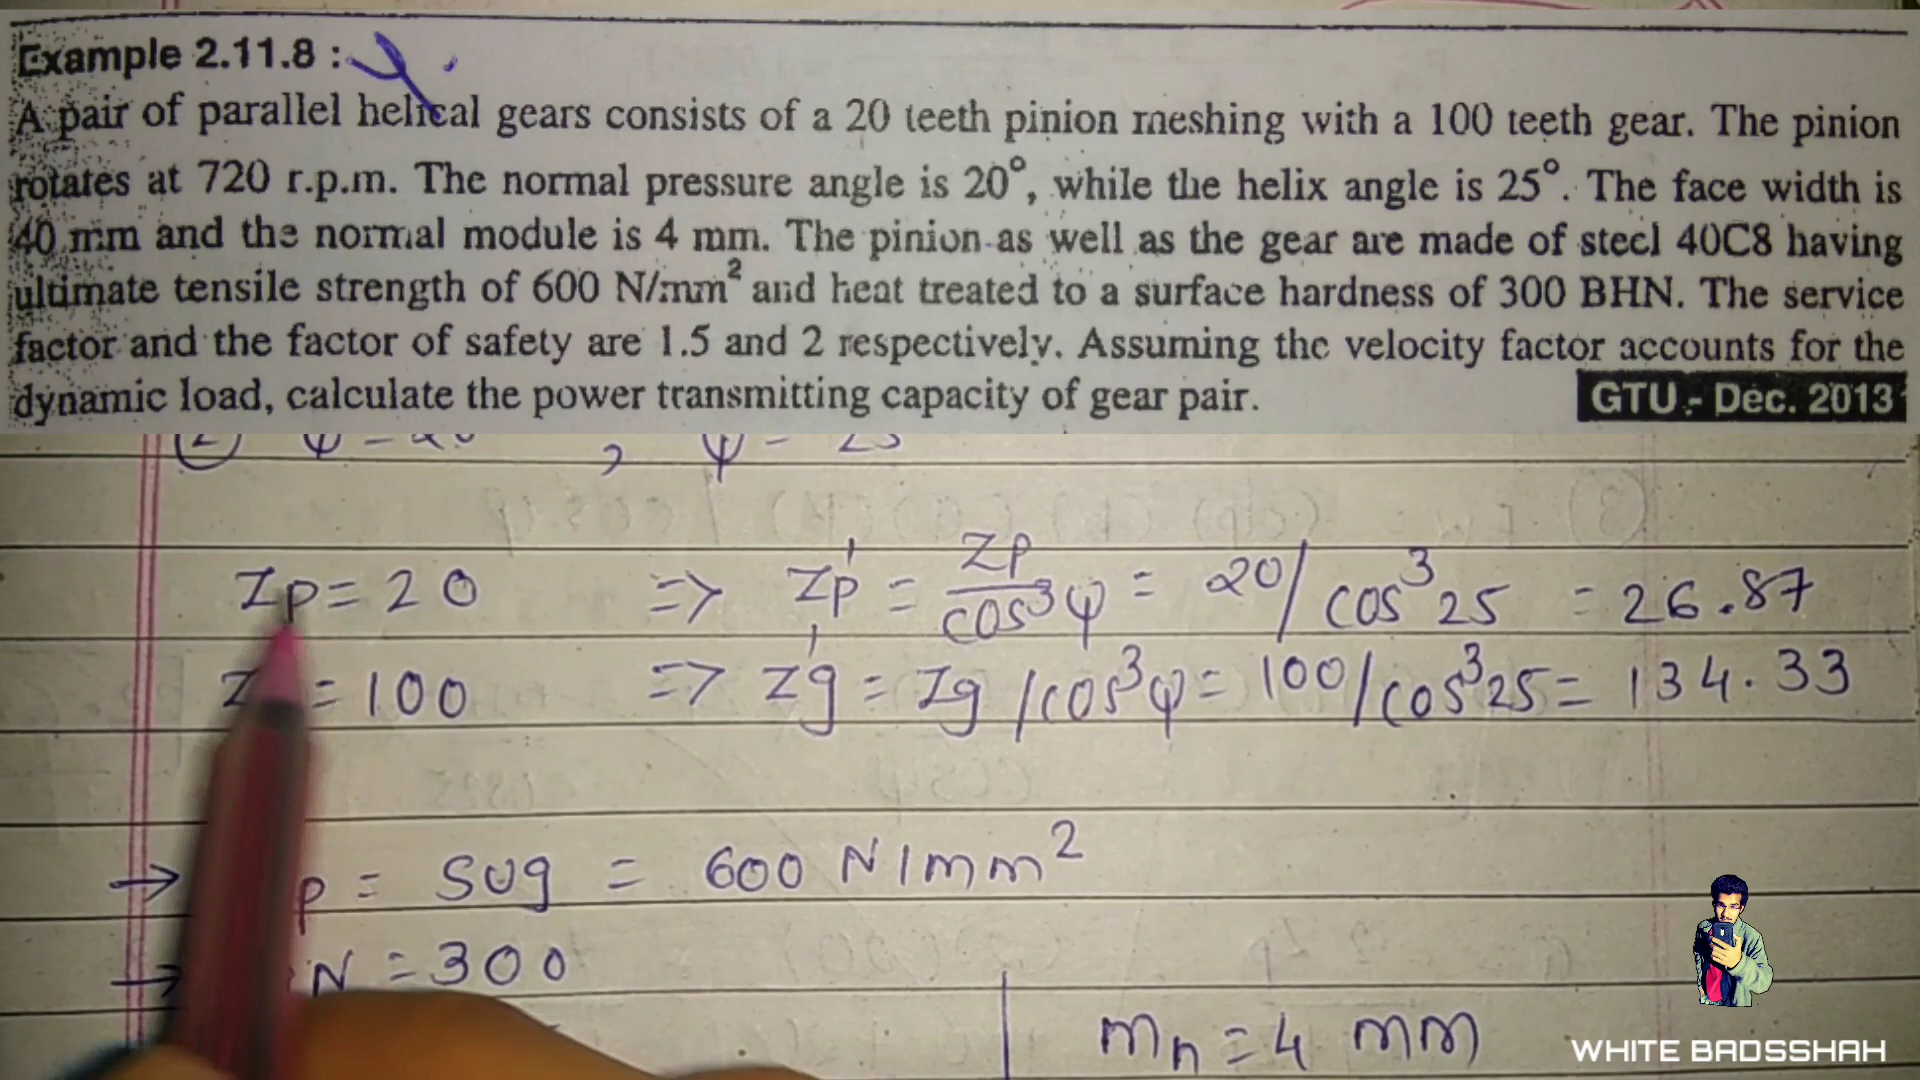 Example 2.11.8 :
A pair of parallel helical gears consists of a 20 teeth pinion meshing with a 100 teeth gear. The pinion
rotates at 720 r.p.m. The normal pressure angle is 20°, while the helix angle is 25°. The face width is
40 mm and the normal module is 4 mm. The pinion as well as the gear are made of steel 40C8 having
ultimate tensile strength of 600 N/mm² and heat treated to a surface hardness of 300 BHN. The service
factor and the factor of safety are 1.5 and 2 respectively. Assuming the velocity factor accounts for the
dynamic load, calculate the power transmitting capacity of gear pair.
GTU - Dec. 2013
Zp = 20 => Zp' = Zp / cos³ψ = 20/cos³25 = 26.87
Z = 100 => Zg' = Zg/cos³ψ = 100/cos³25 = 134.33
→ p = Sug = 600 N/mm²
→ N = 300
mn = 4 mm
WHITE BADSSHAH